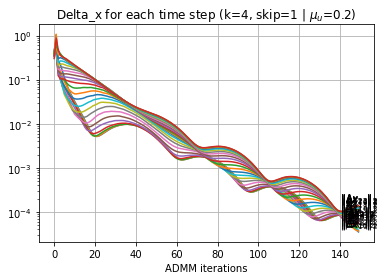 Delta_x for each time step (k=4, skip=1 | μ_u=0.2)
10⁰
10⁻¹
10⁻²
10⁻³
10⁻⁴
0 20 40 60 80 100 120 140
ADMM iterations